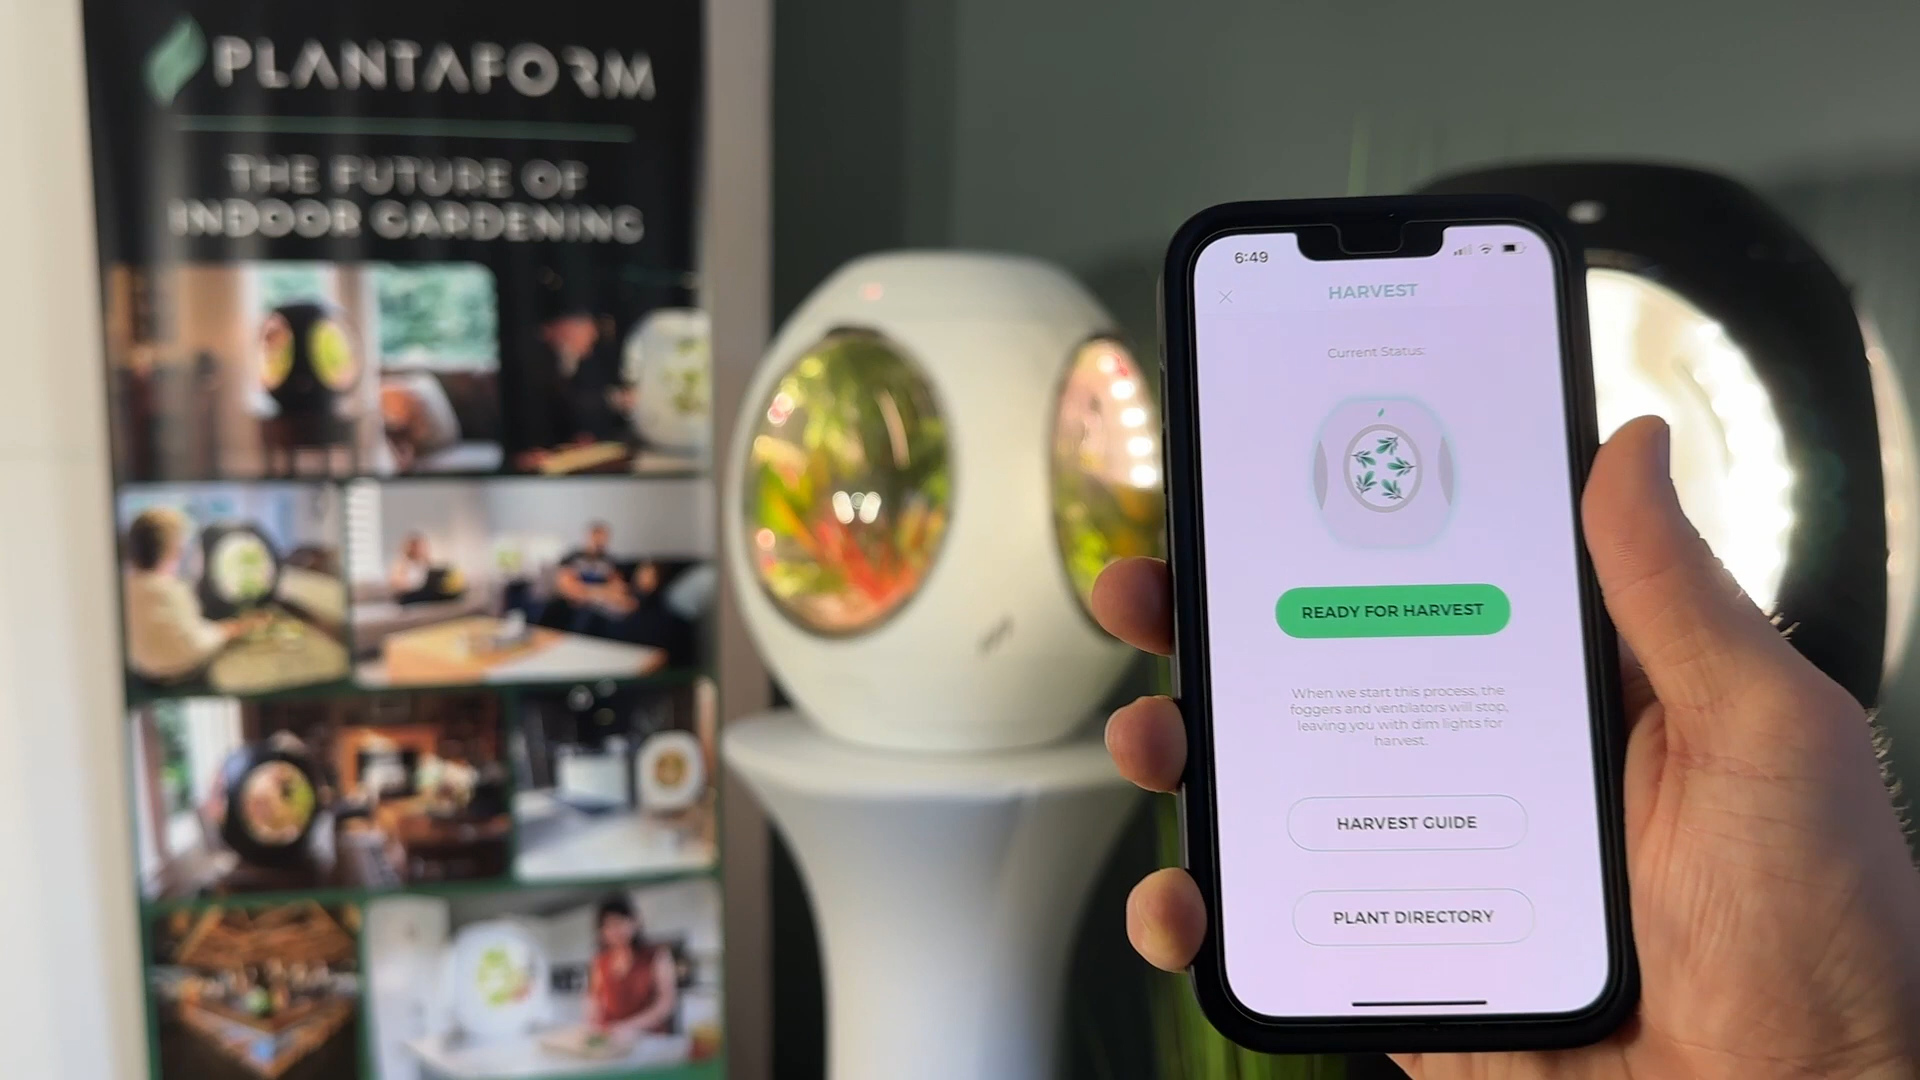 PLANTAFORM
THE FUTURE OF
INDOOR GARDENING
6:49
HARVEST
Current Status:
READY FOR HARVEST
When we start this process, the
foggers and ventilators will stop,
leaving you with dim lights for
harvest.
HARVEST GUIDE
PLANT DIRECTORY